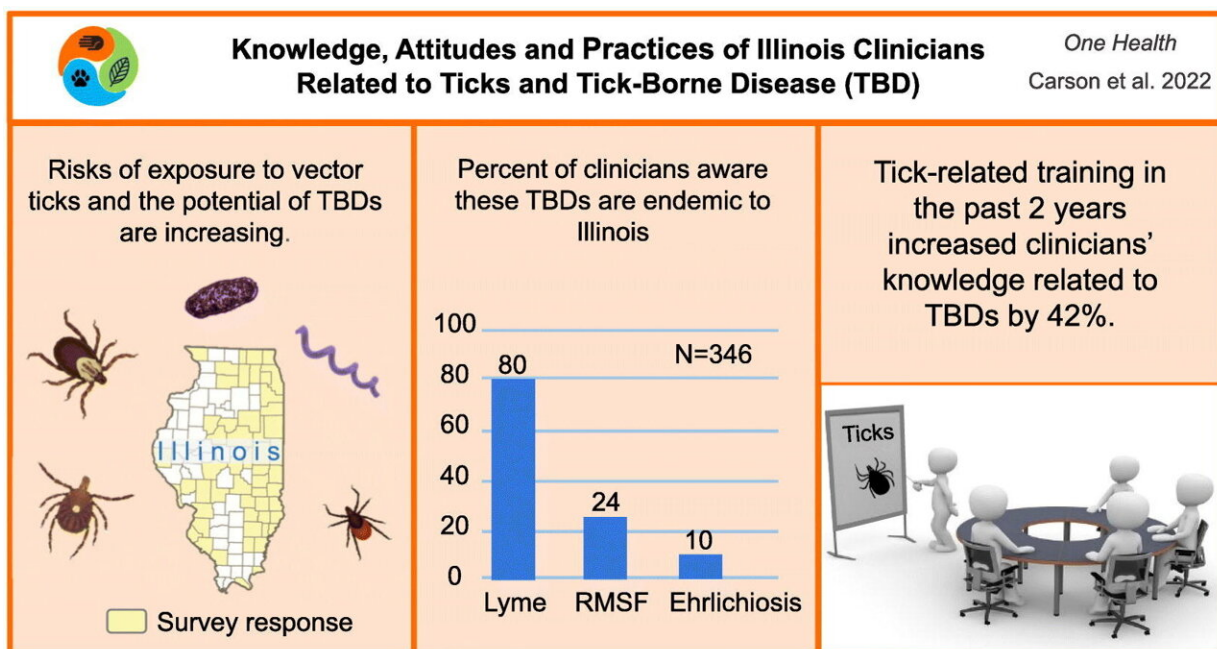 Knowledge, Attitudes and Practices of Illinois Clinicians
Related to Ticks and Tick-Borne Disease (TBD)
One Health
Carson et al. 2022
Risks of exposure to vector
ticks and the potential of TBDs
are increasing.
Illinois
Survey response
Percent of clinicians aware
these TBDs are endemic to
Illinois
100
80
60
40
20
0
N=346
80
24
10
Lyme
RMSF
Ehrlichiosis
Tick-related training in
the past 2 years
increased clinicians'
knowledge related to
TBDs by 42%.
Ticks